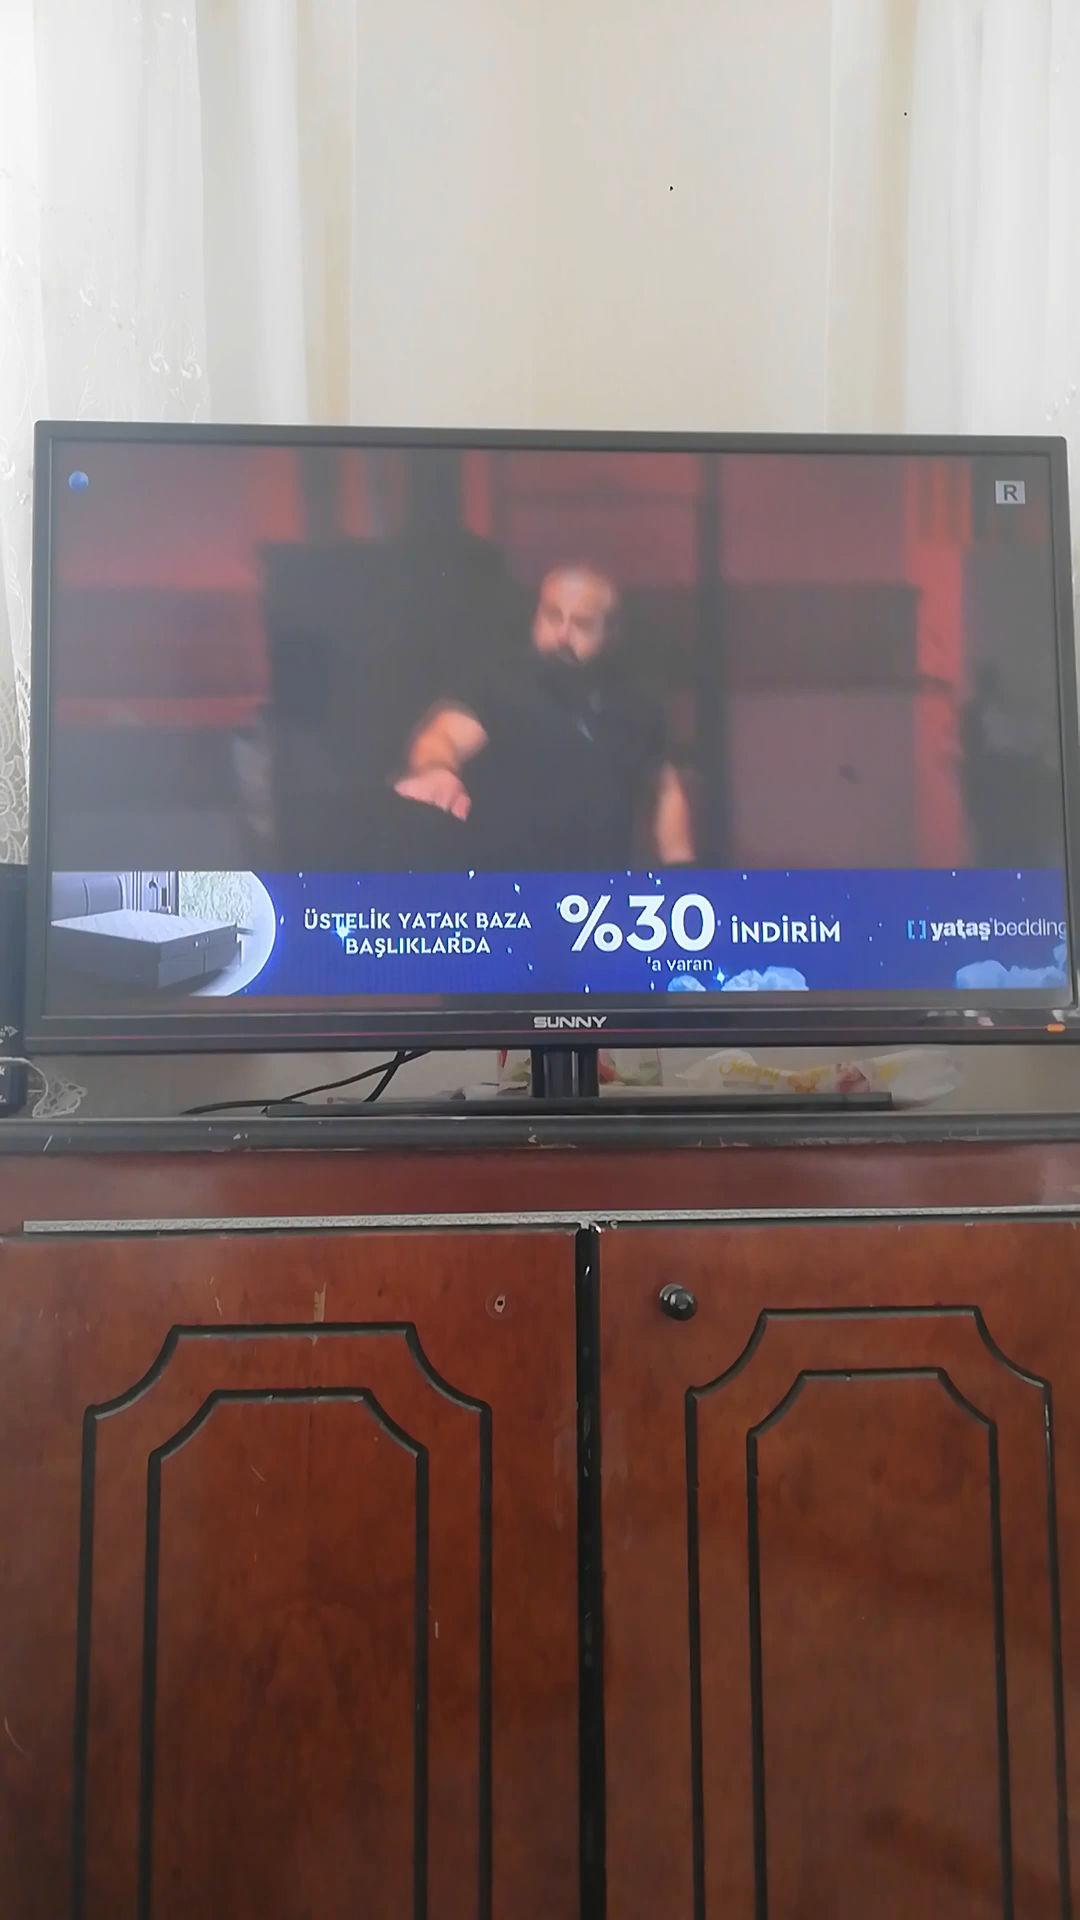 R
ÜSTELİK YATAK BAZA
BAŞLIKLARDA
%30 İNDİRİM
'a varan
yataş bedding
SUNNY